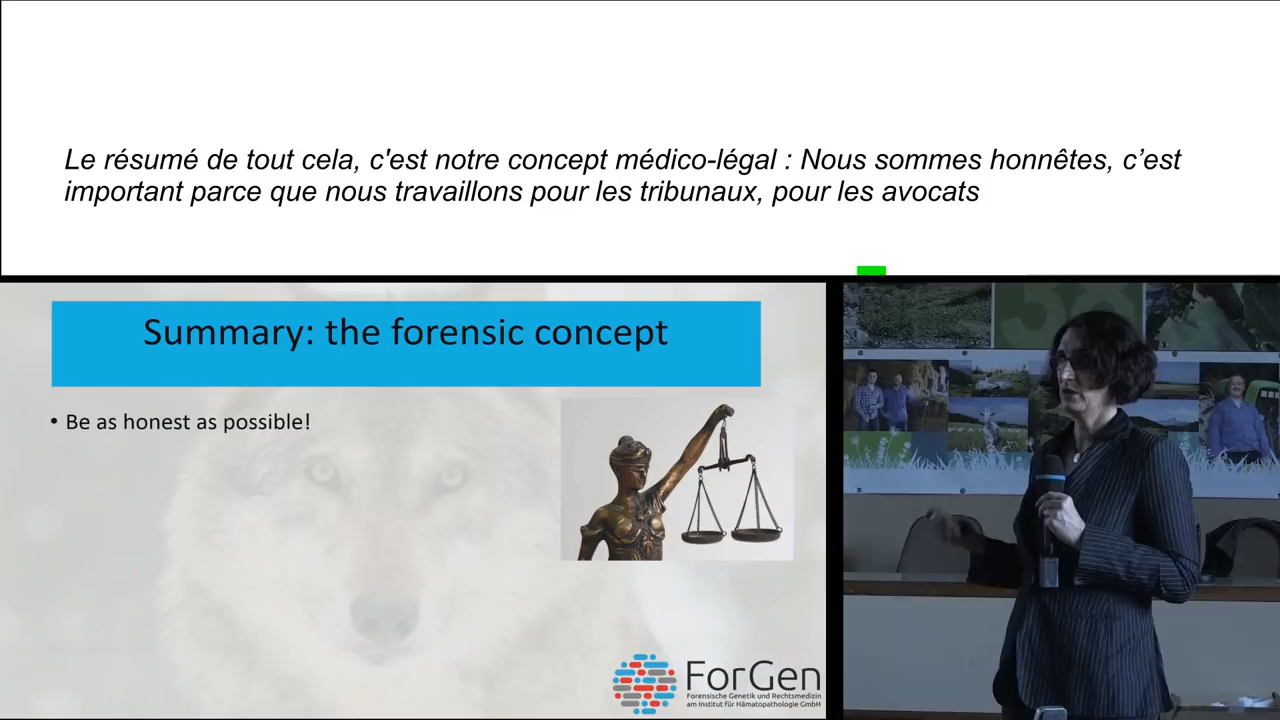 Le résumé de tout cela, c'est notre concept médico-légal : Nous sommes honnêtes, c’est
important parce que nous travaillons pour les tribunaux, pour les avocats
Summary: the forensic concept
• Be as honest as possible!
ForGen
Forensische Genetik und Rechtsmedizin
am Institut für Hämatopathologie GmbH